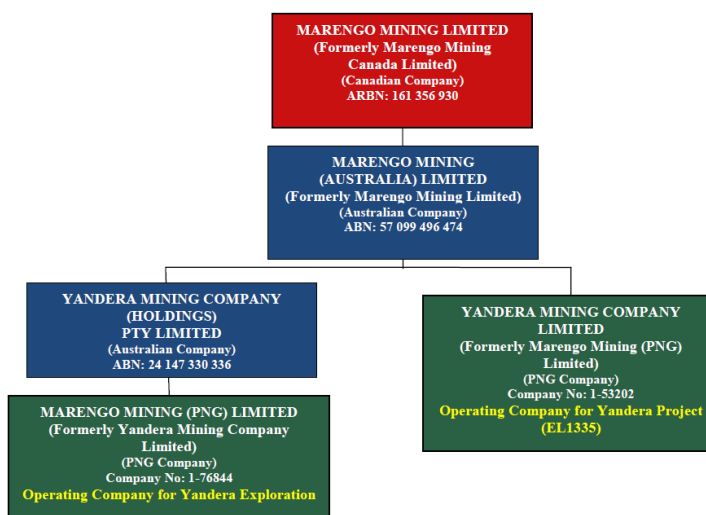 MARENGO MINING LIMITED
(Formerly Marengo Mining
Canada Limited)
(Canadian Company)
ARBN: 161 356 930
MARENGO MINING
(AUSTRALIA) LIMITED
(Formerly Marengo Mining Limited)
(Australian Company)
ABN: 57 099 496 474
YANDERA MINING COMPANY
(HOLDINGS)
PTY LIMITED
(Australian Company)
ABN: 24 147 330 336
YANDERA MINING COMPANY
LIMITED
(Formerly Marengo Mining (PNG)
Limited)
(PNG Company)
Company No: 1-53202
Operating Company for Yandera Project
(EL1335)
MARENGO MINING (PNG) LIMITED
(Formerly Yandera Mining Company
Limited)
(PNG Company)
Company No: 1-76844
Operating Company for Yandera Exploration